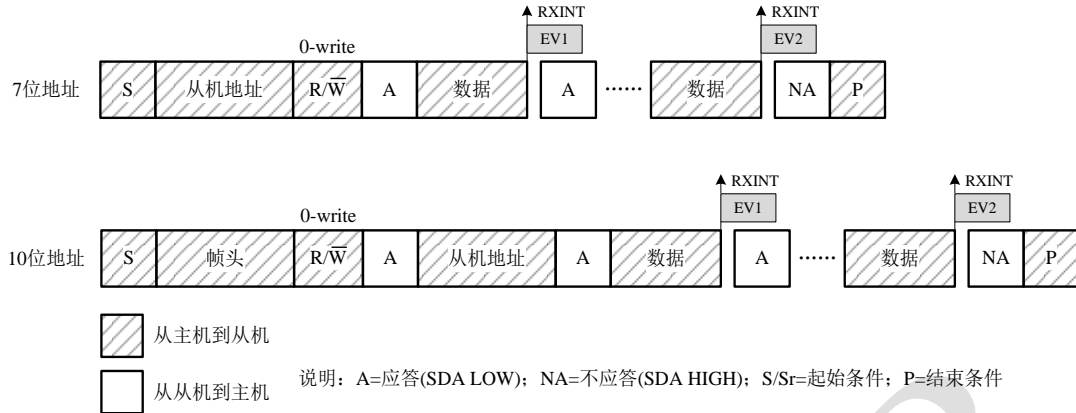 RXINT RXINT
EV1 EV2
0-write
7位地址 S 从机地址 R/W̅ A 数据 A …… 数据 NA P
RXINT RXINT
EV1 EV2
0-write
10位地址 S 帧头 R/W̅ A 从机地址 A 数据 A …… 数据 NA P
从主机到从机
从从机到主机
说明：A=应答(SDA LOW)；NA=不应答(SDA HIGH)；S/Sr=起始条件；P=结束条件